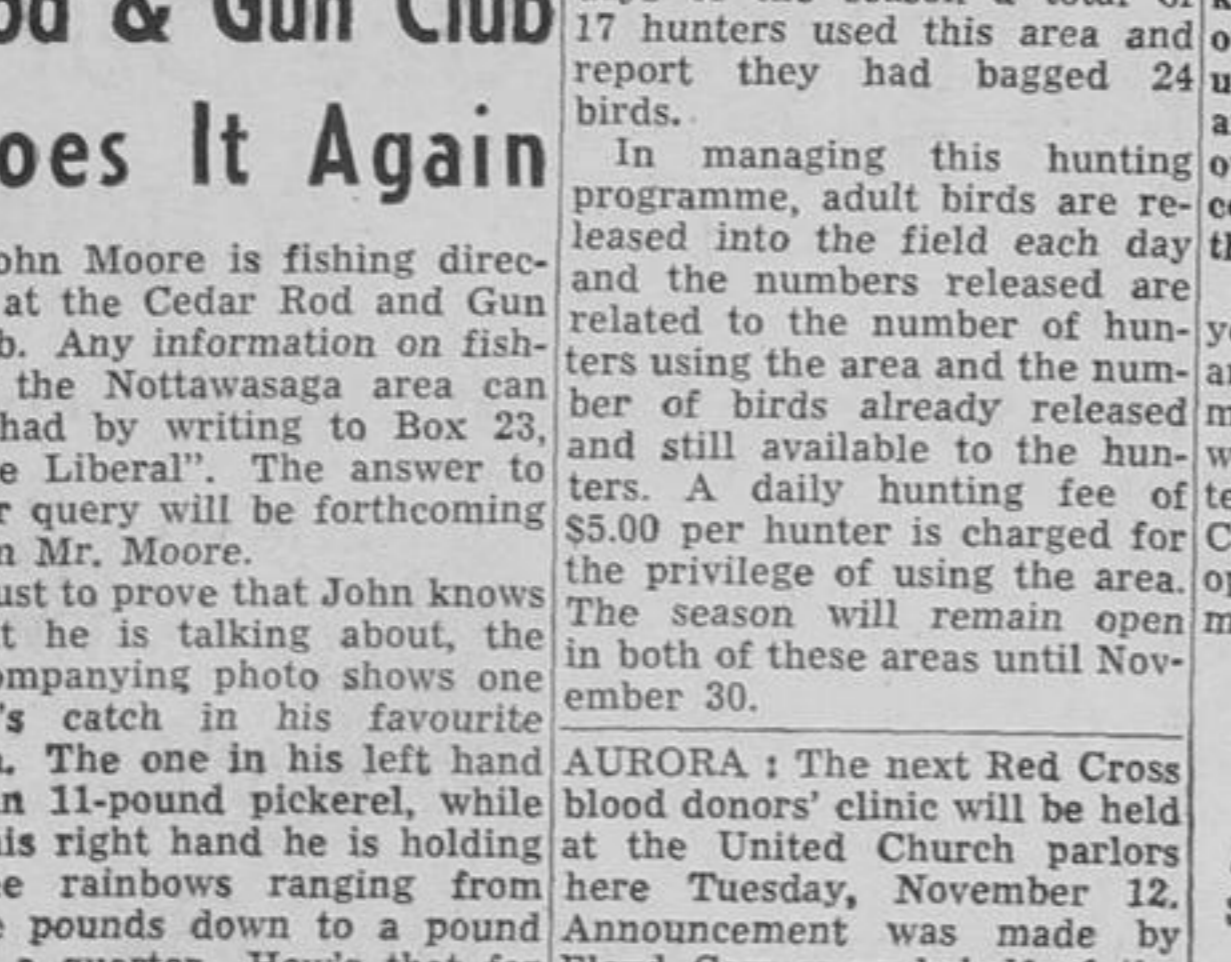 & Gun Club
It Again
Moore is fishing direc-
at the Cedar Rod and Gun
Any information on fish-
the Nottawasaga area can
had by writing to Box 23,
Liberal”. The answer to
query will be forthcoming
Mr. Moore.
to prove that John knows
he is talking about, the
photo shows one
catch in his favourite
The one in his left hand
11-pound pickerel, while
right hand he is holding
rainbows ranging from
pounds down to a pound
17 hunters used this area and
report they had bagged 24
birds.
In managing this hunting
programme, adult birds are re-
leased into the field each day
and the numbers released are
related to the number of hun-
ters using the area and the num-
ber of birds already released
and still available to the hun-
ters. A daily hunting fee of
$5.00 per hunter is charged for
the privilege of using the area.
The season will remain open
in both of these areas until Nov-
ember 30.
AURORA : The next Red Cross
blood donors’ clinic will be held
at the United Church parlors
here Tuesday, November 12.
Announcement was made by